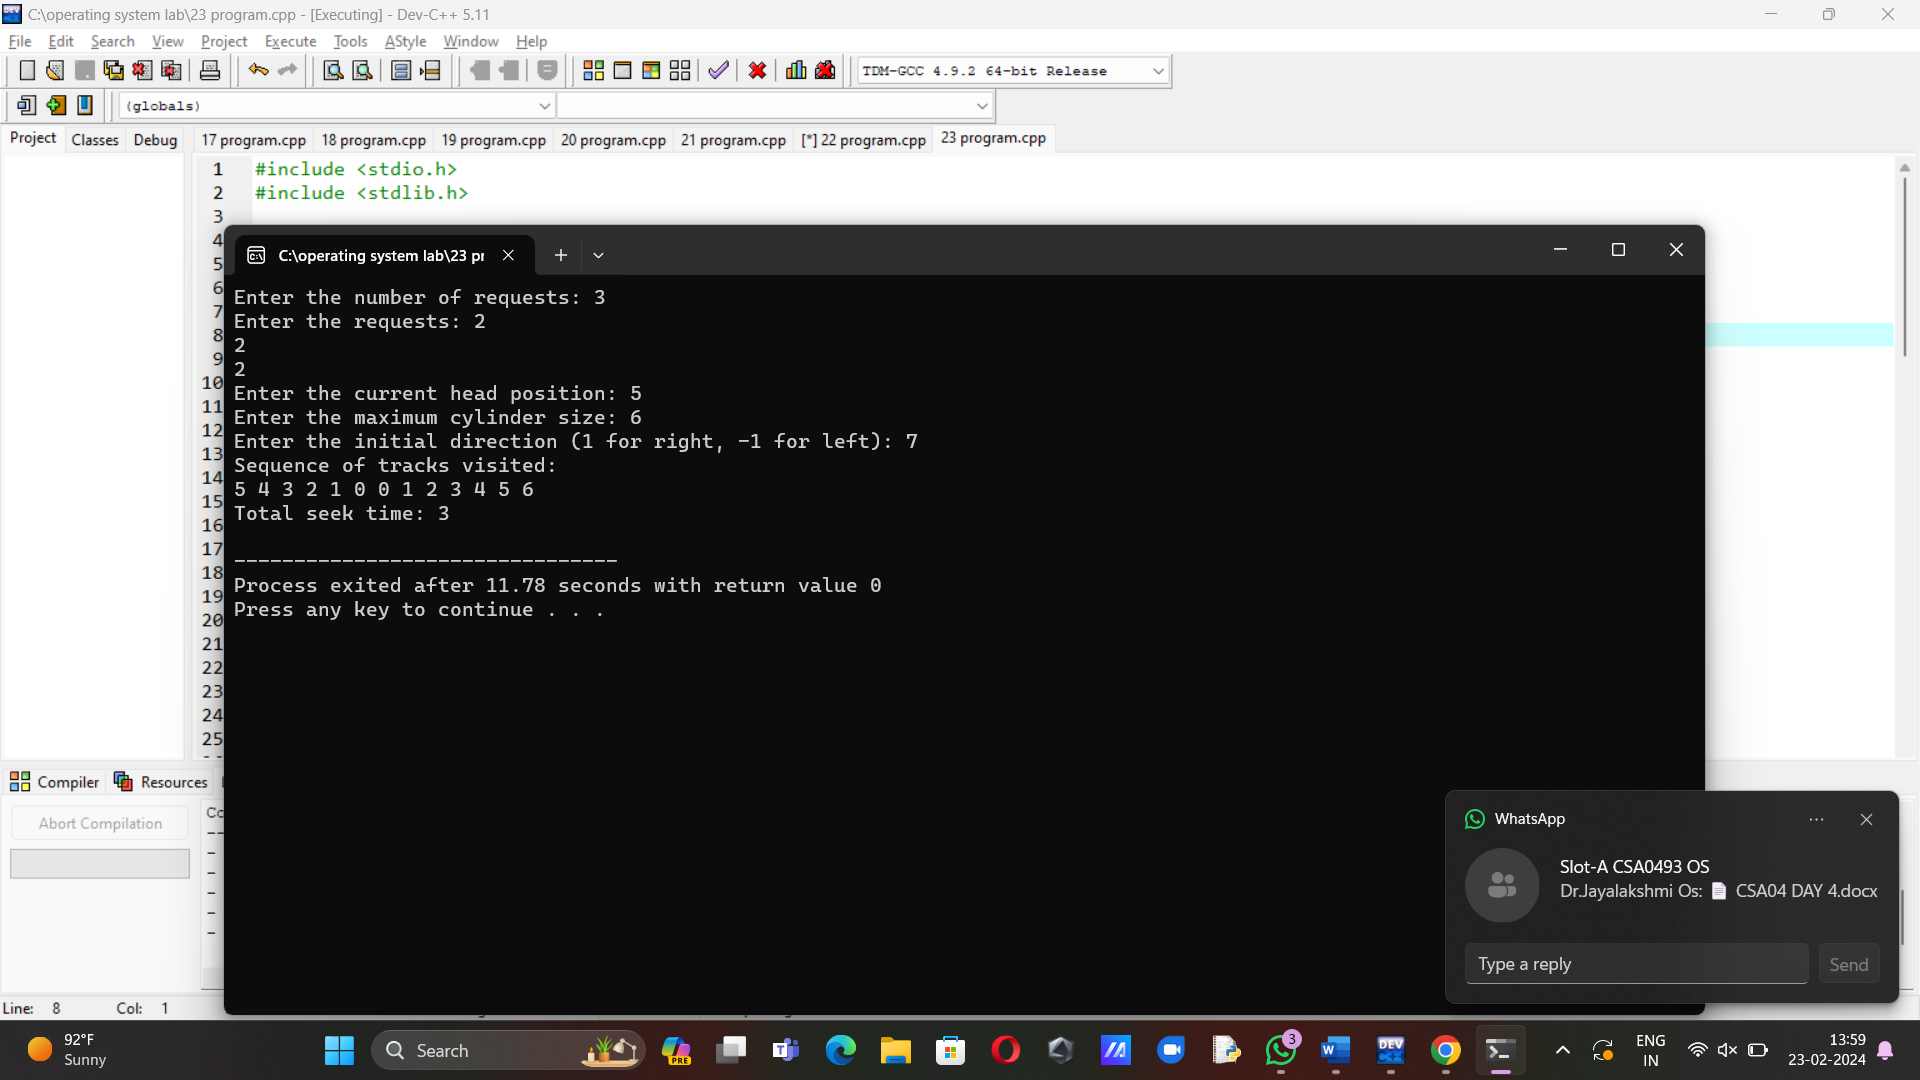 C:\operating system lab\23 program.cpp - [Executing] - Dev-C++ 5.11
File Edit Search View Project Execute Tools AStyle Window Help
TDM-GCC 4.9.2 64-bit Release
(globals)
Project Classes Debug 17 program.cpp 18 program.cpp 19 program.cpp 20 program.cpp 21 program.cpp [*] 22 program.cpp 23 program.cpp
1 #include <stdio.h>
2 #include <stdlib.h>
3
4
5
6
7
8
9
10
11
12
13
14
15
16
17
18
19
20
21
22
23
24
25
C:\operating system lab\23 pr
Enter the number of requests: 3
Enter the requests: 2
2
2
Enter the current head position: 5
Enter the maximum cylinder size: 6
Enter the initial direction (1 for right, -1 for left): 7
Sequence of tracks visited:
5 4 3 2 1 0 0 1 2 3 4 5 6
Total seek time: 3
--------------------------------
Process exited after 11.78 seconds with return value 0
Press any key to continue . . .
Compiler Resources
Abort Compilation
WhatsApp
Slot-A CSA0493 OS
Dr.Jayalakshmi Os: CSA04 DAY 4.docx
Type a reply
Send
Line: 8 Col: 1
92°F
Sunny
Search
PRE
3
DEV
ENG
IN
13:59
23-02-2024